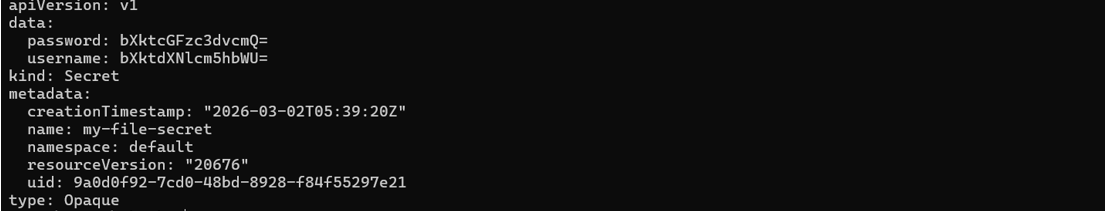 apiVersion: v1
data:
  password: bXktcGFzc3dvcmQ=
  username: bXktdXNlcm5hbWU=
kind: Secret
metadata:
  creationTimestamp: "2026-03-02T05:39:20Z"
  name: my-file-secret
  namespace: default
  resourceVersion: "20676"
  uid: 9a0d0f92-7cd0-48bd-8928-f84f55297e21
type: Opaque